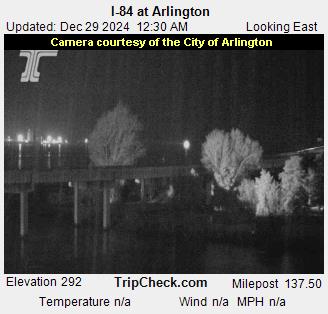 I-84 at Arlington
Updated: Dec 29 2024 12:30 AM Looking East
Camera courtesy of the City of Arlington
Elevation 292 TripCheck.com Milepost 137.50
Temperature n/a Wind n/a MPH n/a